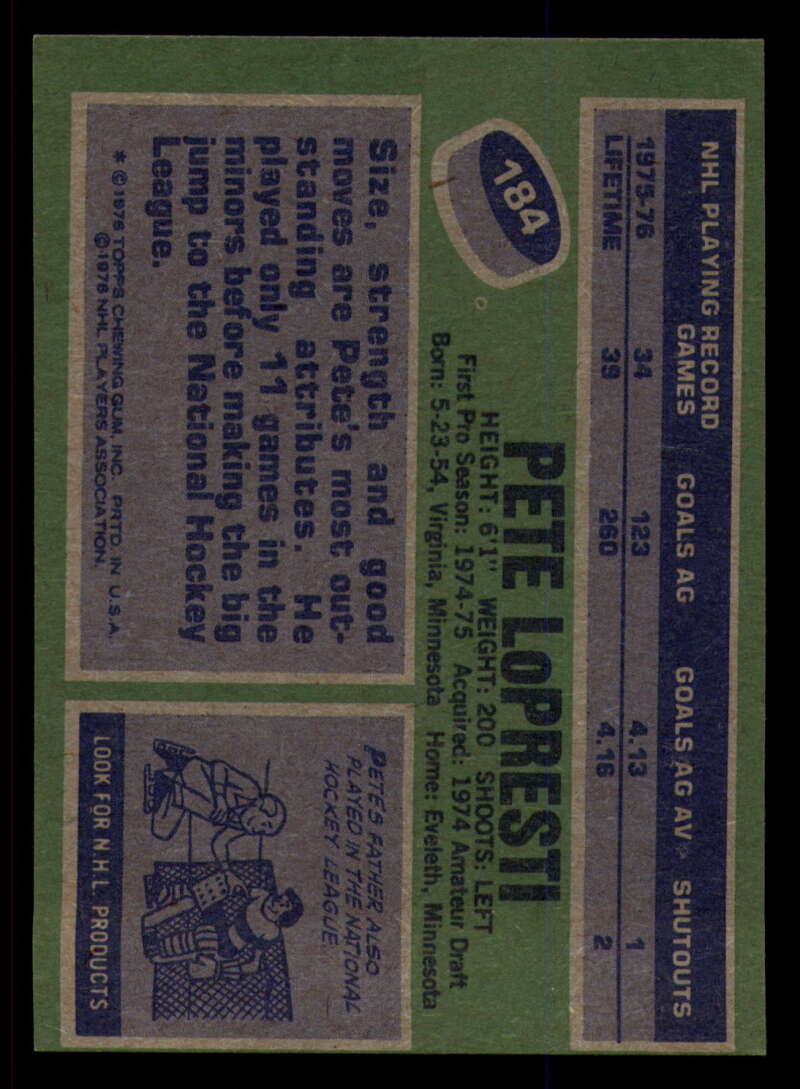 NHL PLAYING RECORD
GAMES GOALS AG GOALS AG AV SHUTOUTS
1975-76 34 123 4.13 1
LIFETIME 39 260 4.16 2
184
PETE LoPRESTI
HEIGHT: 6'1" WEIGHT: 200 SHOOTS: LEFT
First Pro Season: 1974-75 Acquired: 1974 Amateur Draft
Born: 5-23-54, Virginia, Minnesota Home: Eveleth, Minnesota
Size, strength and good
moves are Pete's most out-
standing attributes. He
played only 11 games in the
minors before making the big
jump to the National Hockey
League.
* © 1976 TOPPS CHEWING GUM, INC. PRTD. IN U.S.A.
© 1976 NHL PLAYERS ASSOCIATION.
PETE'S FATHER ALSO
PLAYED IN THE NATIONAL
HOCKEY LEAGUE.
LOOK FOR N.H.L. PRODUCTS